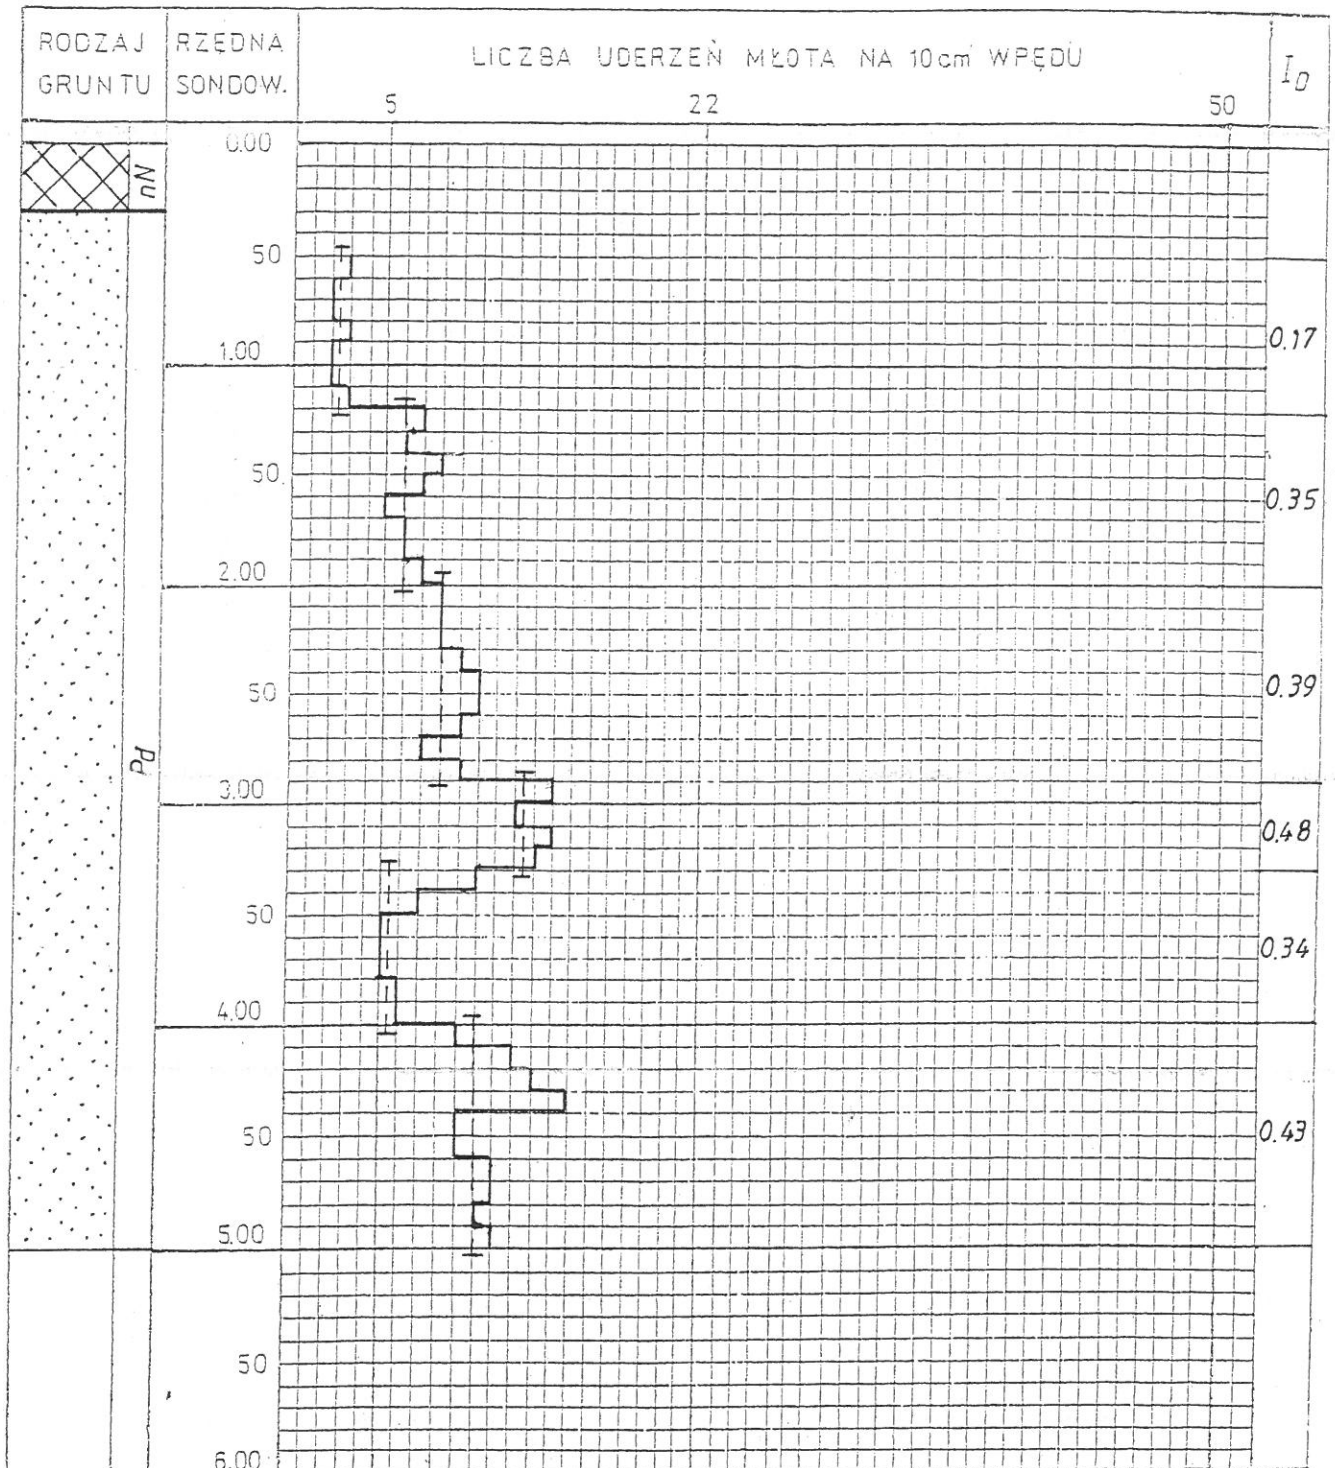 RODZAJ GRUNTU
RZĘDNA SONDOW.
LICZBA UDERZEŃ MŁOTA NA 10cm WPĘDU
I_D
5 22 50
0.00
nN
50
0.17
1.00
50.
0.35
2.00
50
0.39
Pd
3.00
0.48
50
0.34
4.00
50
0.43
5.00
50
6.00